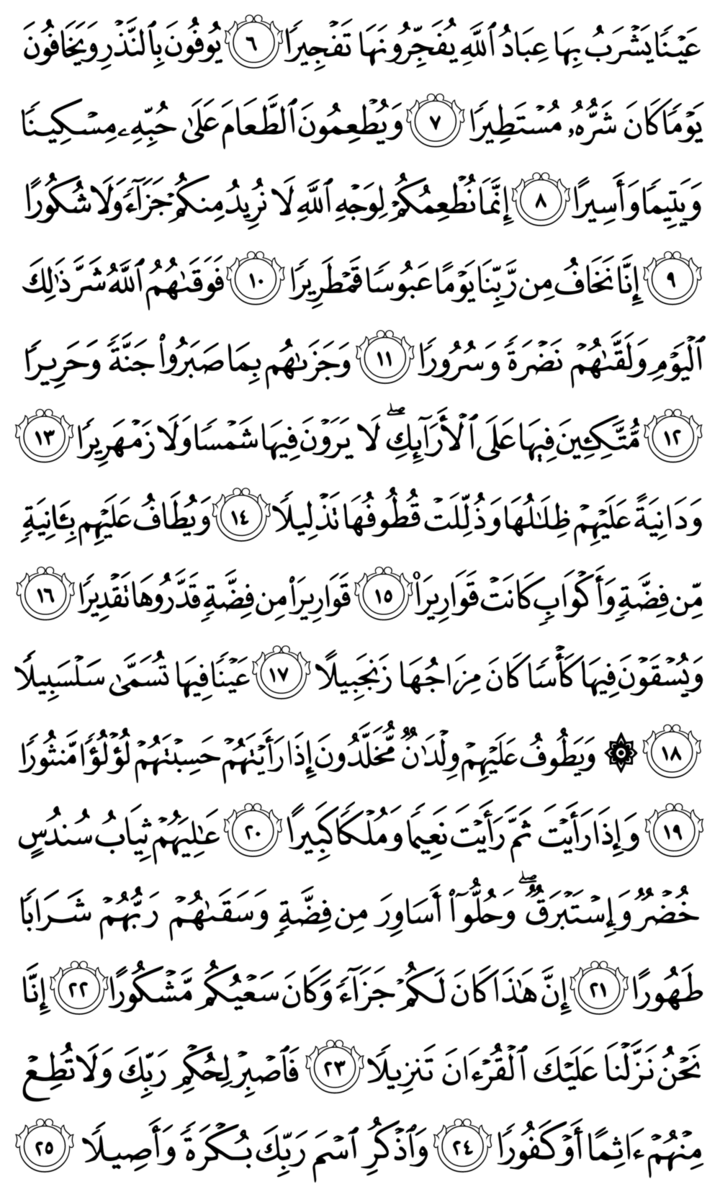 عَيۡنٗا يَشۡرَبُ بِهَا عِبَادُ ٱللَّهِ يُفَجِّرُونَهَا تَفۡجِيرٗا ٦ يُوفُونَ بِٱلنَّذۡرِ وَيَخَافُونَ
يَوۡمٗا كَانَ شَرُّهُۥ مُسۡتَطِيرٗا ٧ وَيُطۡعِمُونَ ٱلطَّعَامَ عَلَىٰ حُبِّهِۦ مِسۡكِينٗا
وَيَتِيمٗا وَأَسِيرًا ٨ إِنَّمَا نُطۡعِمُكُمۡ لِوَجۡهِ ٱللَّهِ لَا نُرِيدُ مِنكُمۡ جَزَآءٗ وَلَا شُكُورًا
٩ إِنَّا نَخَافُ مِن رَّبِّنَا يَوۡمًا عَبُوسٗا قَمۡطَرِيرٗا ١٠ فَوَقَىٰهُمُ ٱللَّهُ شَرَّ ذَٰلِكَ
ٱلۡيَوۡمِ وَلَقَّىٰهُمۡ نَضۡرَةٗ وَسُرُورٗا ١١ وَجَزَىٰهُم بِمَا صَبَرُواْ جَنَّةٗ وَحَرِيرٗا
١٢ مُّتَّكِـِٔينَ فِيهَا عَلَى ٱلۡأَرَآئِكِۖ لَا يَرَوۡنَ فِيهَا شَمۡسٗا وَلَا زَمۡهَرِيرٗا ١٣
وَدَانِيَةً عَلَيۡهِمۡ ظِلَٰلُهَا وَذُلِّلَتۡ قُطُوفُهَا تَذۡلِيلٗا ١٤ وَيُطَافُ عَلَيۡهِم بِـَٔانِيَةٖ
مِّن فِضَّةٖ وَأَكۡوَابٖ كَانَتۡ قَوَارِيرَا۠ ١٥ قَوَارِيرَاْ مِن فِضَّةٖ قَدَّرُوهَا تَقۡدِيرٗا ١٦
وَيُسۡقَوۡنَ فِيهَا كَأۡسٗا كَانَ مِزَاجُهَا زَنجَبِيلًا ١٧ عَيۡنٗا فِيهَا تُسَمَّىٰ سَلۡسَبِيلٗا
١٨ ۞ وَيَطُوفُ عَلَيۡهِمۡ وِلۡدَٰنٞ مُّخَلَّدُونَ إِذَا رَأَيۡتَهُمۡ حَسِبۡتَهُمۡ لُؤۡلُؤٗا مَّنثُورٗا
١٩ وَإِذَا رَأَيۡتَ ثَمَّ رَأَيۡتَ نَعِيمٗا وَمُلۡكٗا كَبِيرًا ٢٠ عَٰلِيَهُمۡ ثِيَابُ سُندُسٍ
خُضۡرٞ وَإِسۡتَبۡرَقٞۖ وَحُلُّوٓاْ أَسَاوِرَ مِن فِضَّةٖ وَسَقَىٰهُمۡ رَبُّهُمۡ شَرَابٗا
طَهُورًا ٢١ إِنَّ هَٰذَا كَانَ لَكُمۡ جَزَآءٗ وَكَانَ سَعۡيُكُم مَّشۡكُورًا ٢٢ إِنَّا
نَحۡنُ نَزَّلۡنَا عَلَيۡكَ ٱلۡقُرۡءَانَ تَنزِيلٗا ٢٣ فَٱصۡبِرۡ لِحُكۡمِ رَبِّكَ وَلَا تُطِعۡ
مِنۡهُمۡ ءَاثِمًا أَوۡ كَفُورٗا ٢٤ وَٱذۡكُرِ ٱسۡمَ رَبِّكَ بُكۡرَةٗ وَأَصِيلٗا ٢٥